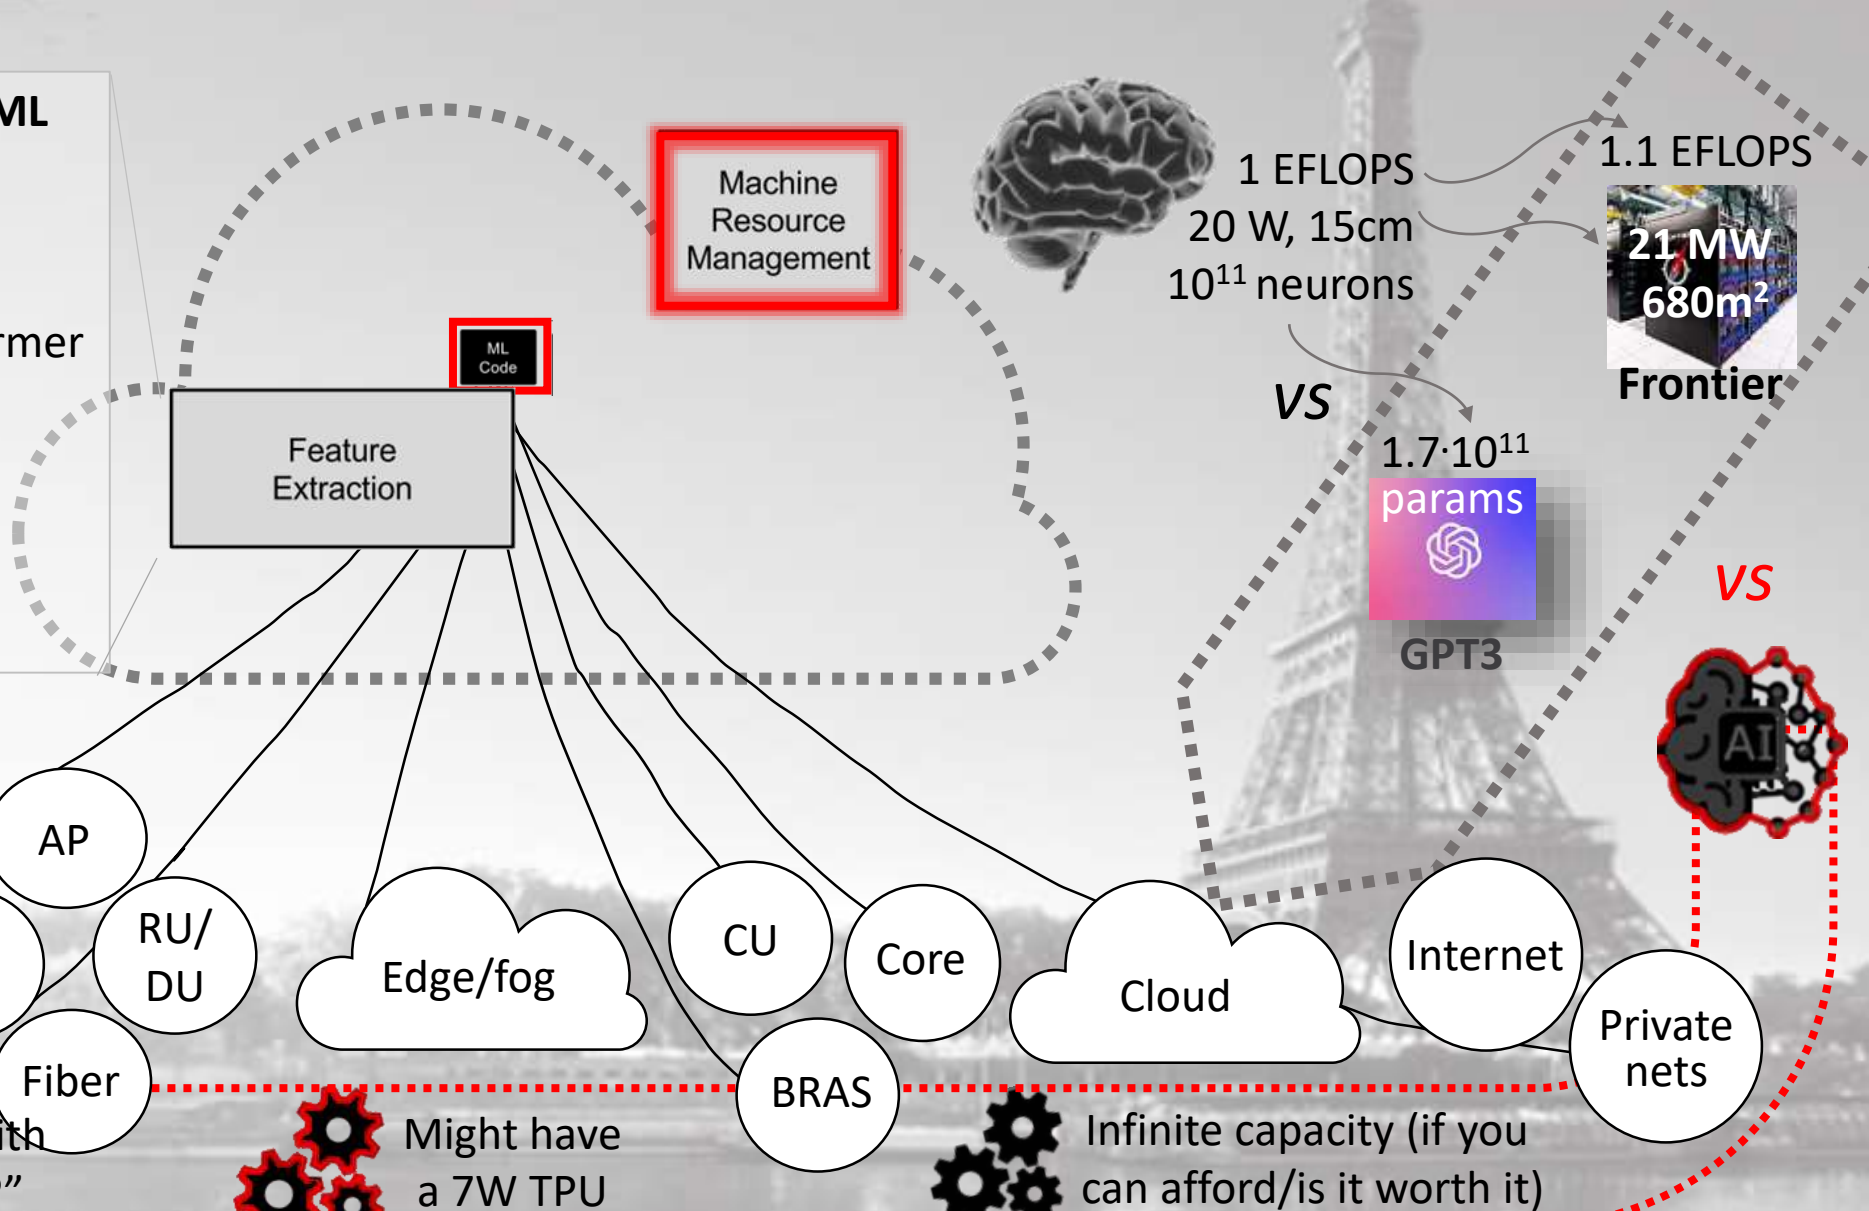 ML
rmer
Machine
Resource
Management
ML
Code
Feature
Extraction
1 EFLOPS
20 W, 15cm
10¹¹ neurons
1.1 EFLOPS
21 MW
680m²
Frontier
vs
1.7·10¹¹
params
GPT3
vs
AI
AP
RU/
DU
Edge/fog
CU
Core
Cloud
Internet
Private
nets
Fiber
BRAS
ith
”
Might have
a 7W TPU
Infinite capacity (if you
can afford/is it worth it)